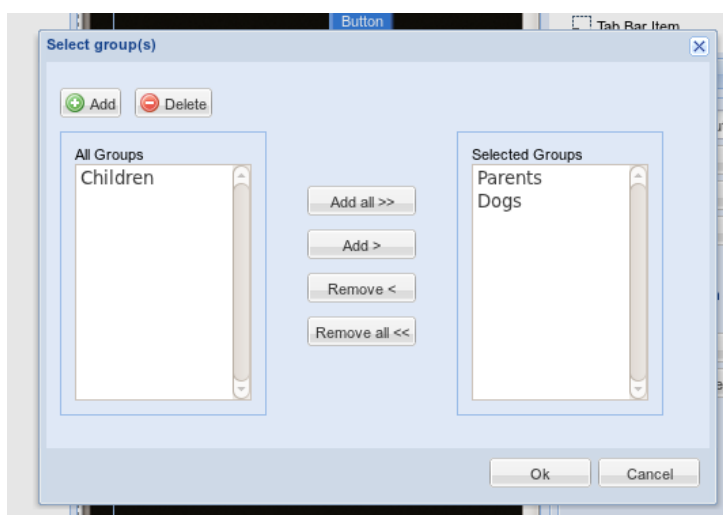 Button
Tab Bar Item
Select group(s)
Add
Delete
All Groups
Children
Add all >>
Add >
Remove <
Remove all <<
Selected Groups
Parents
Dogs
Ok
Cancel